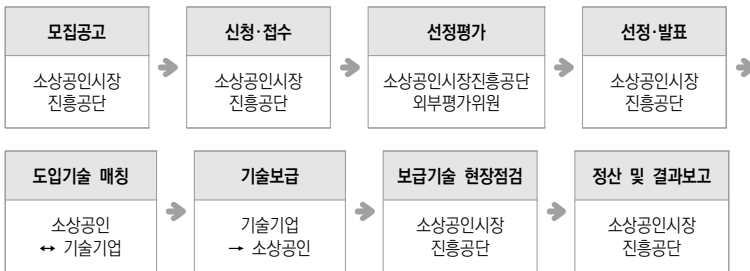 모집공고
소상공인시장
진흥공단
신청·접수
소상공인시장
진흥공단
선정평가
소상공인시장진흥공단
외부평가위원
선정·발표
소상공인시장
진흥공단
도입기술 매칭
소상공인
↔ 기술기업
기술보급
기술기업
→ 소상공인
보급기술 현장점검
소상공인시장
진흥공단
정산 및 결과보고
소상공인시장
진흥공단